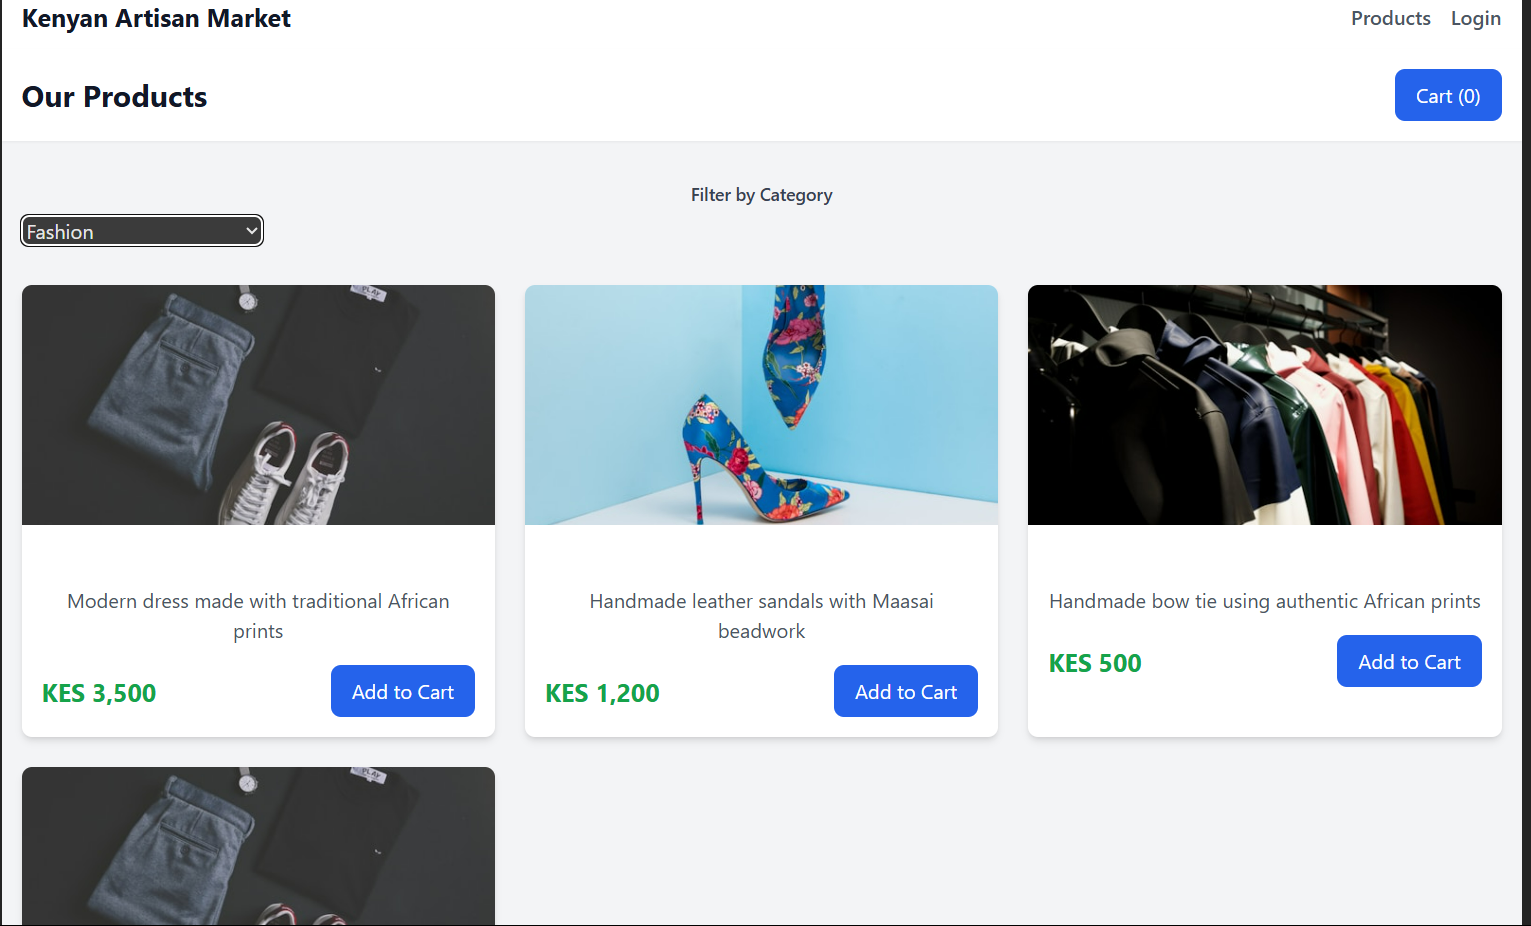 Kenyan Artisan Market
Products Login
Our Products
Cart (0)
Filter by Category
Fashion
Modern dress made with traditional African
prints
KES 3,500
Add to Cart
Handmade leather sandals with Maasai
beadwork
KES 1,200
Add to Cart
Handmade bow tie using authentic African prints
KES 500
Add to Cart